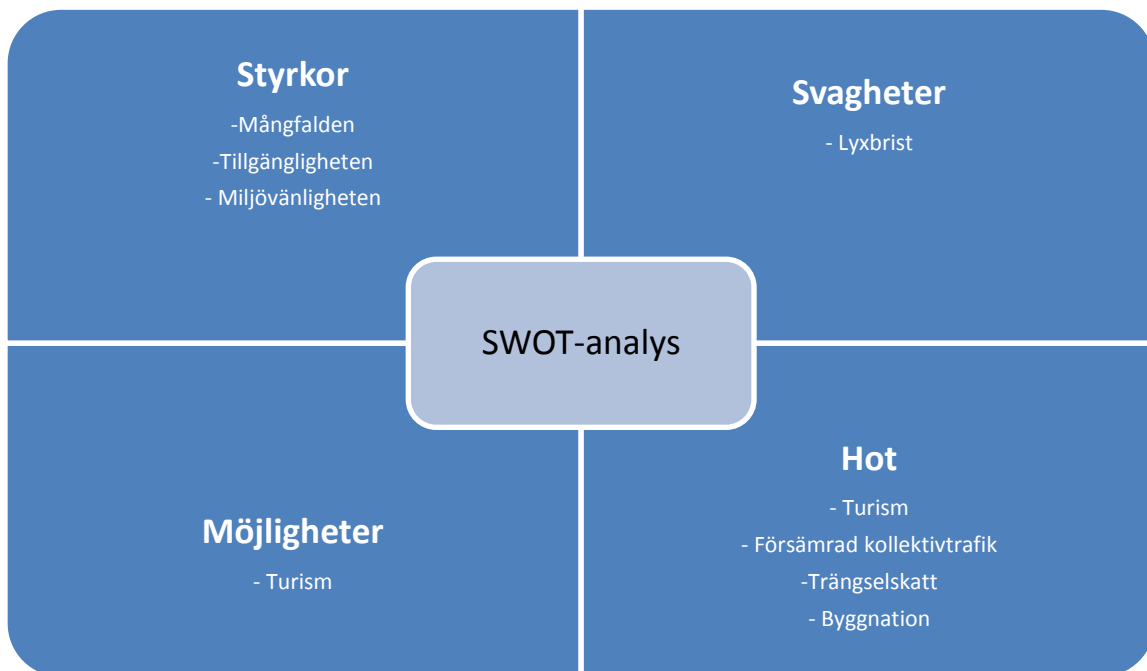 Styrkor
-Mångfalden
-Tillgängligheten
- Miljövänligheten
Svagheter
- Lyxbrist
SWOT-analys
Möjligheter
- Turism
Hot
- Turism
- Försämrad kollektivtrafik
-Trängselskatt
- Byggnation